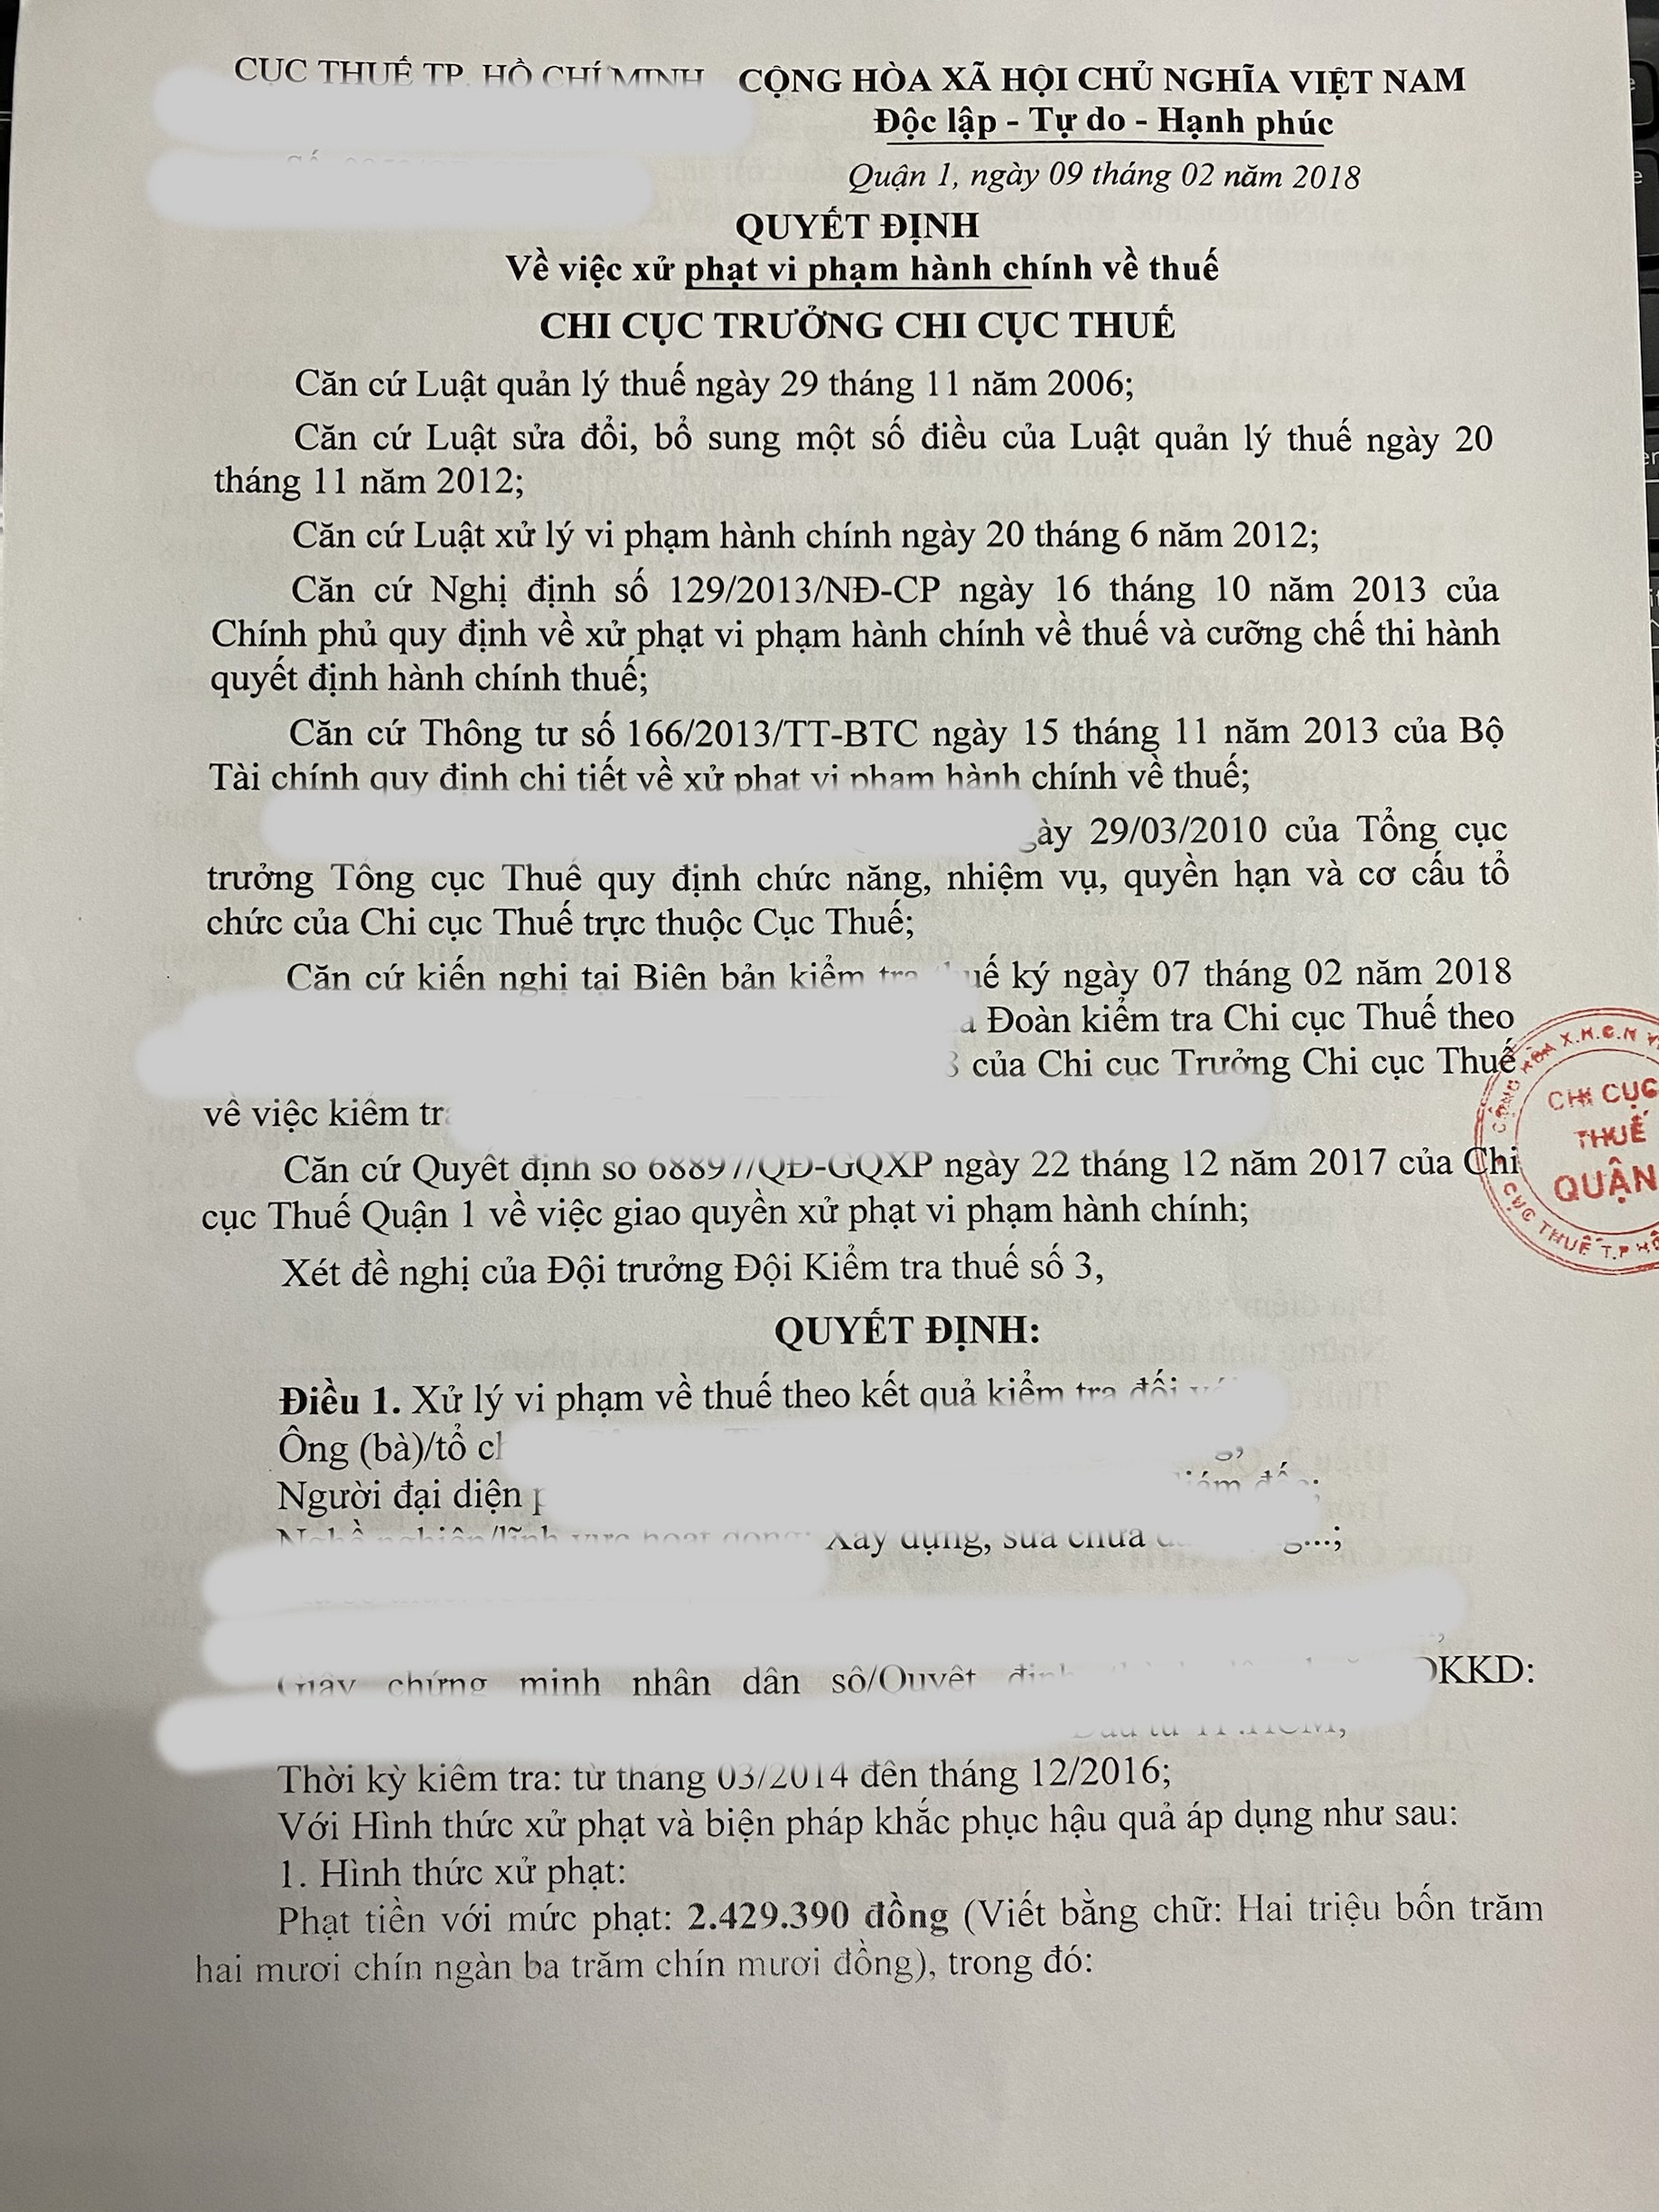 CỤC THUẾ TP. HỒ CHÍ MINH
CỘNG HÒA XÃ HỘI CHỦ NGHĨA VIỆT NAM
Độc lập - Tự do - Hạnh phúc
Quận 1, ngày 09 tháng 02 năm 2018
QUYẾT ĐỊNH
Về việc xử phạt vi phạm hành chính về thuế
CHI CỤC TRƯỞNG CHI CỤC THUẾ
Căn cứ Luật quản lý thuế ngày 29 tháng 11 năm 2006;
Căn cứ Luật sửa đổi, bổ sung một số điều của Luật quản lý thuế ngày 20
tháng 11 năm 2012;
Căn cứ Luật xử lý vi phạm hành chính ngày 20 tháng 6 năm 2012;
Căn cứ Nghị định số 129/2013/NĐ-CP ngày 16 tháng 10 năm 2013 của
Chính phủ quy định về xử phạt vi phạm hành chính về thuế và cưỡng chế thi hành
quyết định hành chính thuế;
Căn cứ Thông tư số 166/2013/TT-BTC ngày 15 tháng 11 năm 2013 của Bộ
Tài chính quy định chi tiết về xử phạt vi phạm hành chính về thuế;
29/03/2010 của Tổng cục
trưởng Tổng cục Thuế quy định chức năng, nhiệm vụ, quyền hạn và cơ cấu tổ
chức của Chi cục Thuế trực thuộc Cục Thuế;
Căn cứ kiến nghị tại Biên bản kiểm tra thuế ký ngày 07 tháng 02 năm 2018
Đoàn kiểm tra Chi cục Thuế theo
của Chi cục Trưởng Chi cục Thuế
về việc kiểm
Căn cứ Quyết định số 68897/QĐ-GQXP ngày 22 tháng 12 năm 2017 của Chi
cục Thuế Quận 1 về việc giao quyền xử phạt vi phạm hành chính;
Xét đề nghị của Đội trưởng Đội Kiểm tra thuế số 3,
QUYẾT ĐỊNH:
Điều 1. Xử lý vi phạm về thuế theo kết quả kiểm tra đối
Ông (bà)/tổ
Người đại diện
Xây dựng, sửa chữa
Giấy chứng minh nhân dân số/Quyết ĐKKD:
Thời kỳ kiểm tra: từ tháng 03/2014 đến tháng 12/2016;
Với Hình thức xử phạt và biện pháp khắc phục hậu quả áp dụng như sau:
1. Hình thức xử phạt:
Phạt tiền với mức phạt: 2.429.390 đồng (Viết bằng chữ: Hai triệu bốn trăm
hai mươi chín ngàn ba trăm chín mươi đồng), trong đó:
CHI CỤC
THUẾ
QUẬN